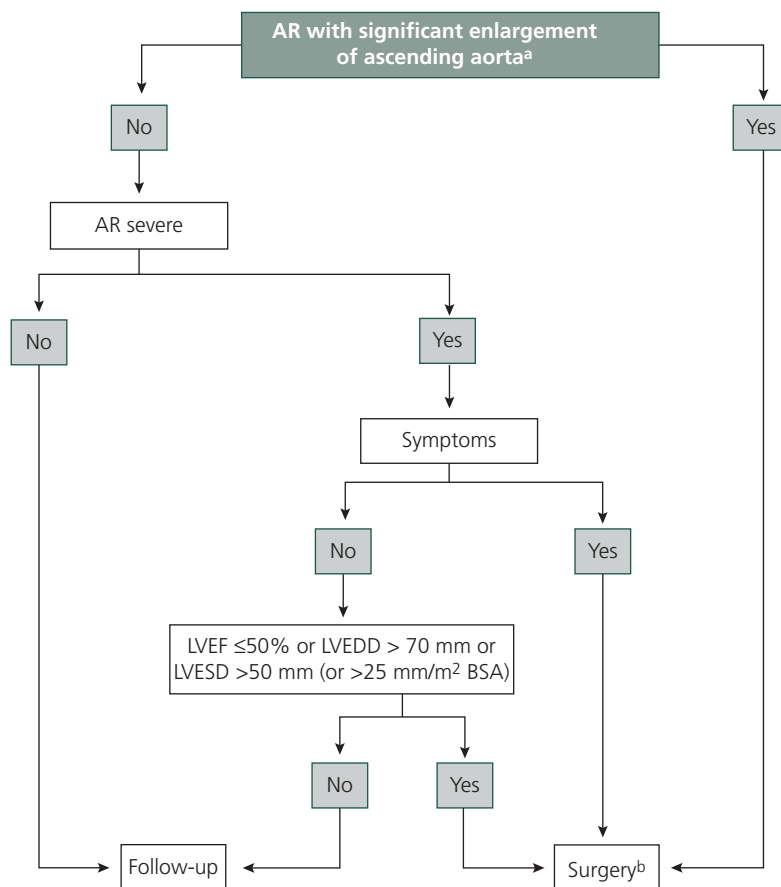 AR with significant enlargement
of ascending aortaᵃ
No
Yes
AR severe
No
Yes
Symptoms
No
Yes
LVEF ≤50% or LVEDD > 70 mm or
LVESD >50 mm (or >25 mm/m² BSA)
No
Yes
Follow-up
Surgeryᵇ